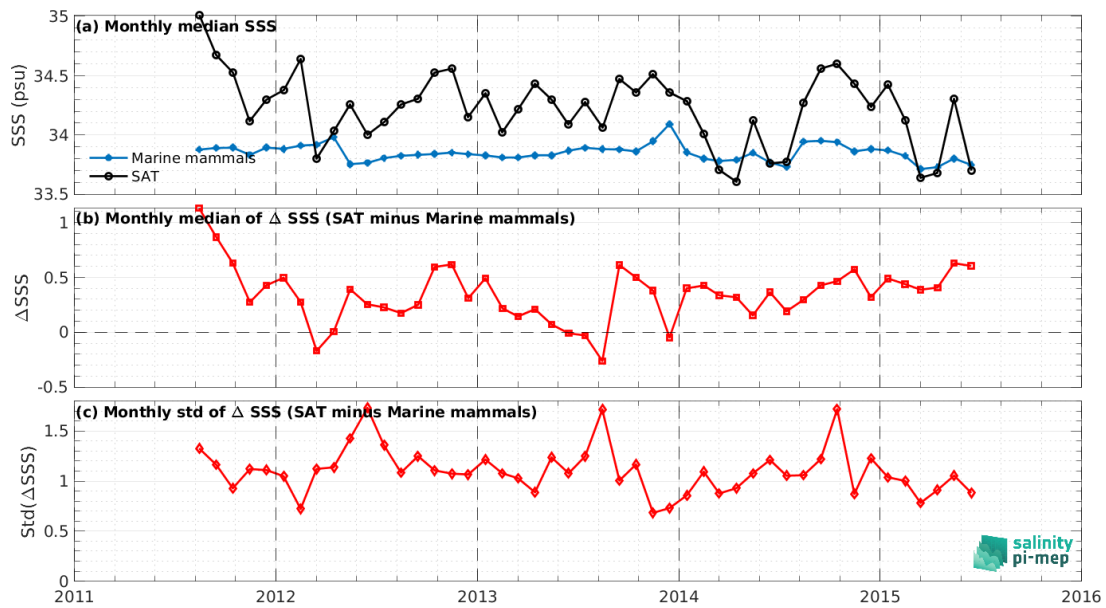 (a) Monthly median SSS
35
34.5
34
33.5
SSS (psu)
Marine mammals
SAT
(b) Monthly median of Δ SSS (SAT minus Marine mammals)
1
0.5
0
-0.5
ΔSSS
(c) Monthly std of Δ SSS (SAT minus Marine mammals)
1.5
1
0.5
0
Std(ΔSSS)
salinity
pi-mep
2011 2012 2013 2014 2015 2016